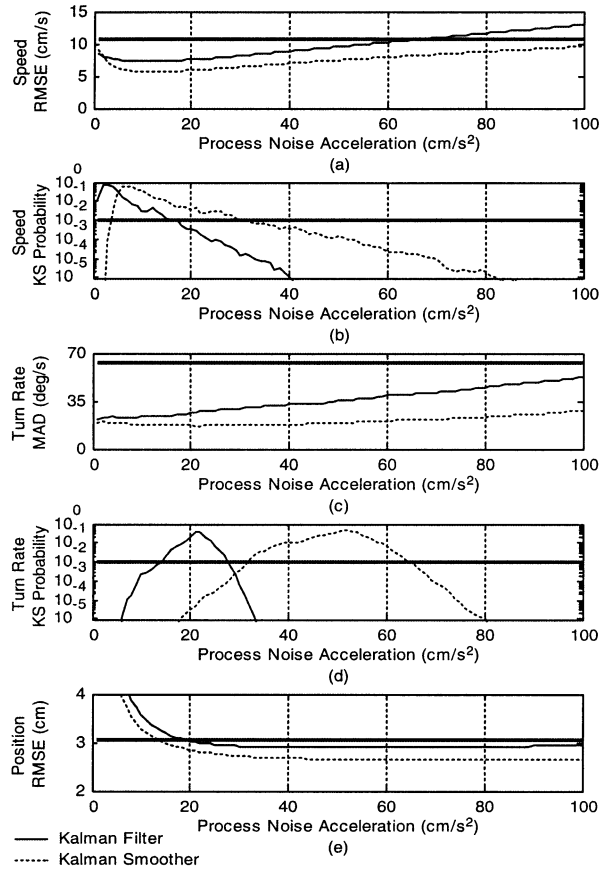 Speed
RMSE (cm/s)
15
10
5
0
0 20 40 60 80 100
Process Noise Acceleration (cm/s2)
(a)
Speed
KS Probability
0
10-1
10-2
10-3
10-4
10-5
10
0 20 40 60 80 100
Process Noise Acceleration (cm/s2)
(b)
Turn Rate
MAD (deg/s)
70
35
0
0 20 40 60 80 100
Process Noise Acceleration (cm/s2)
(c)
Turn Rate
KS Probability
0
10-1
10-2
10-3
10-4
10-5
10
0 20 40 60 80 100
Process Noise Acceleration (cm/s2)
(d)
Position
RMSE (cm)
4
3
2
0 20 40 60 80 100
Process Noise Acceleration (cm/s2)
(e)
Kalman Filter
Kalman Smoother